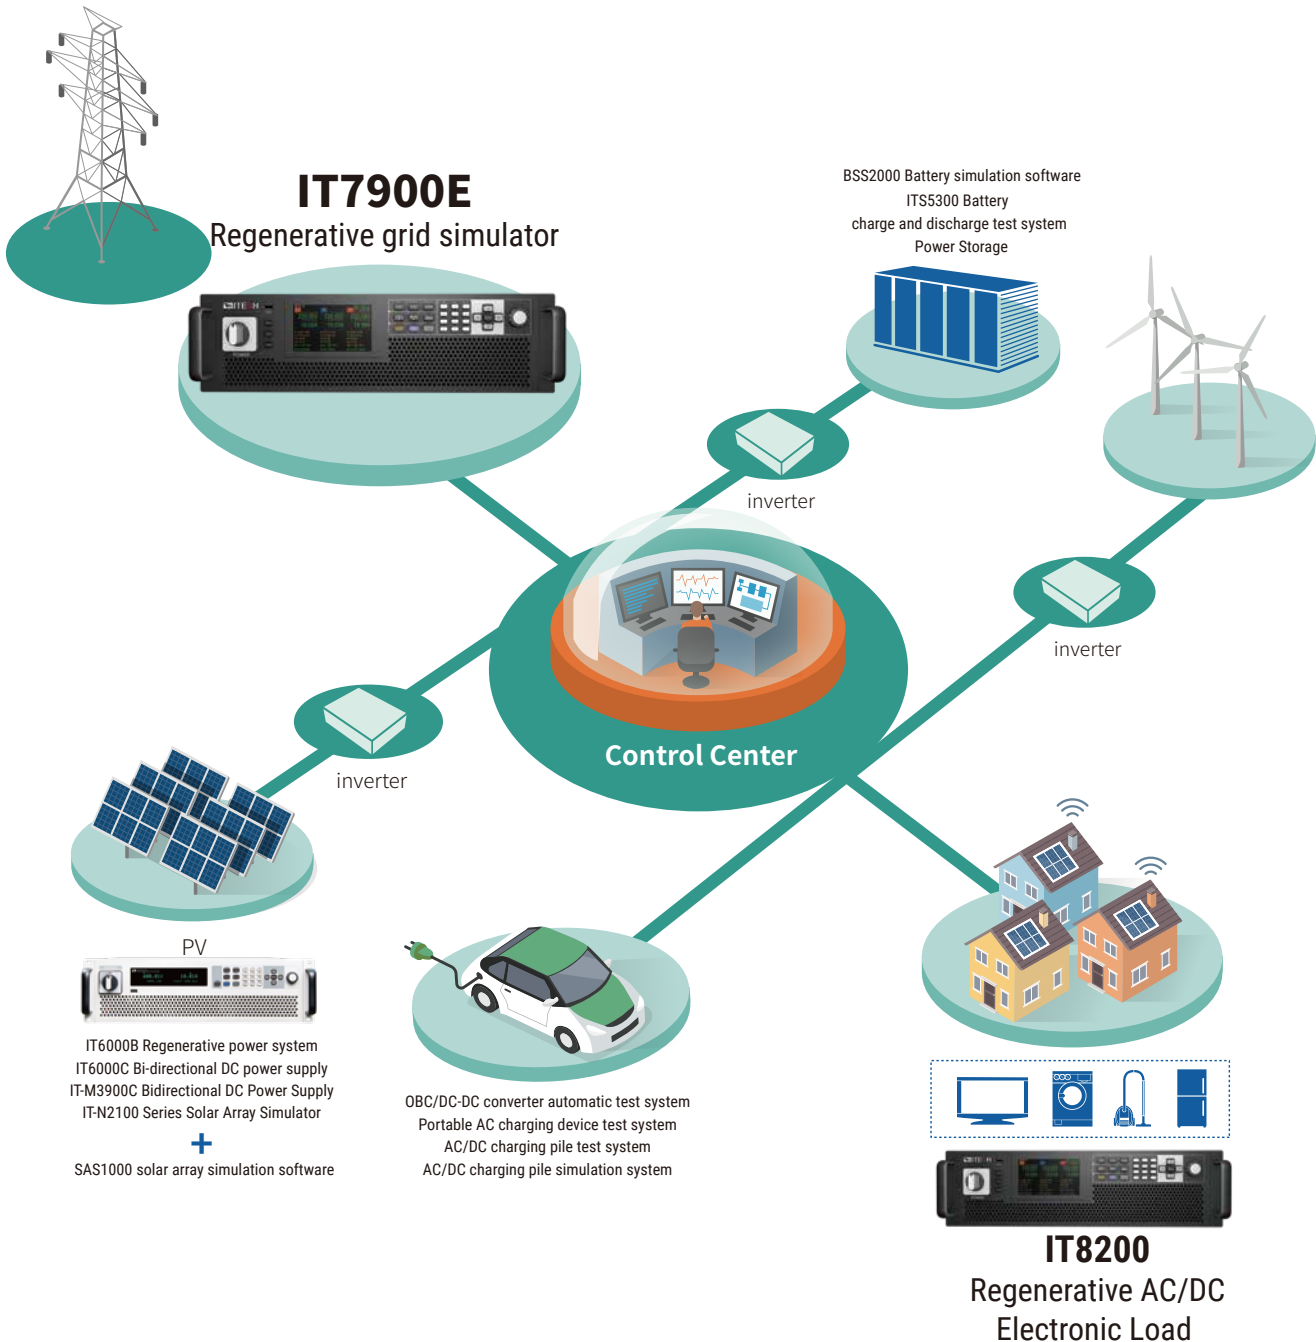 IT7900E
Regenerative grid simulator
ITECH
BSS2000 Battery simulation software
ITS5300 Battery
charge and discharge test system
Power Storage
inverter
inverter
Control Center
inverter
PV
IT6000B Regenerative power system
IT6000C Bi-directional DC power supply
IT-M3900C Bidirectional DC Power Supply
IT-N2100 Series Solar Array Simulator
+
SAS1000 solar array simulation software
OBC/DC-DC converter automatic test system
Portable AC charging device test system
AC/DC charging pile test system
AC/DC charging pile simulation system
ITECH
IT8200
Regenerative AC/DC
Electronic Load